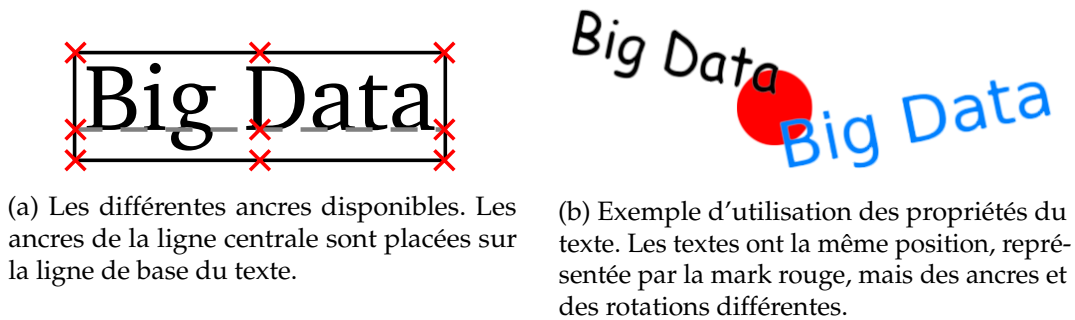 Big Data
(a) Les différentes ancres disponibles. Les
ancres de la ligne centrale sont placées sur
la ligne de base du texte.
Big Data
Big Data
(b) Exemple d'utilisation des propriétés du
texte. Les textes ont la même position, repré-
sentée par la mark rouge, mais des ancres et
des rotations différentes.